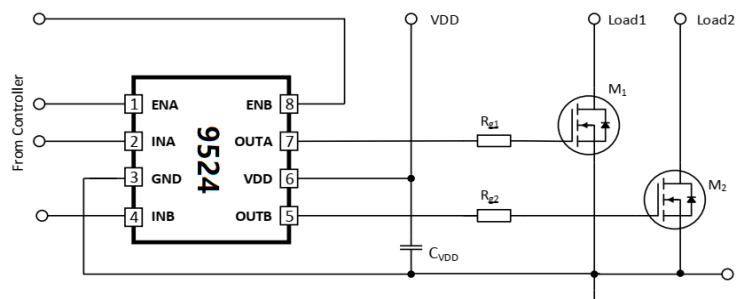 VDD
Load1
Load2
From Controller
1 ENA
ENB 8
2 INA
OUTA 7
3 GND
VDD 6
4 INB
OUTB 5
9524
Rg1
Rg2
M1
M2
CVDD